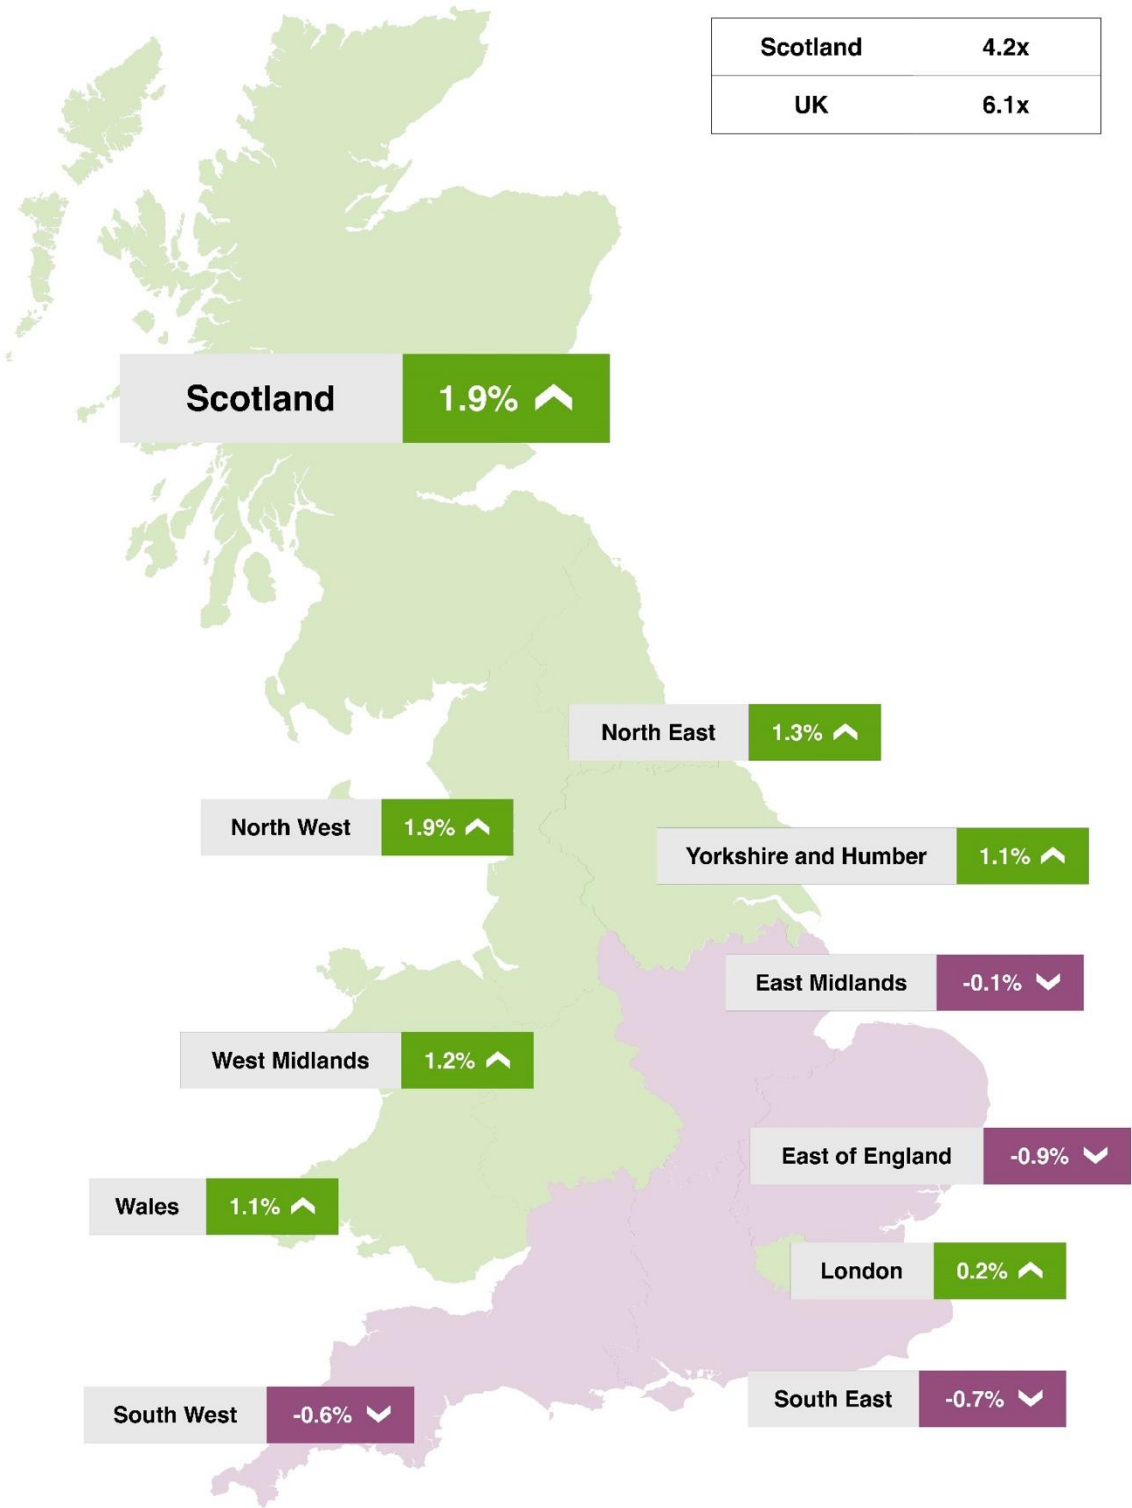 Scotland 4.2x
UK 6.1x
Scotland 1.9%
North East 1.3%
North West 1.9%
Yorkshire and Humber 1.1%
East Midlands -0.1%
West Midlands 1.2%
East of England -0.9%
Wales 1.1%
London 0.2%
South East -0.7%
South West -0.6%